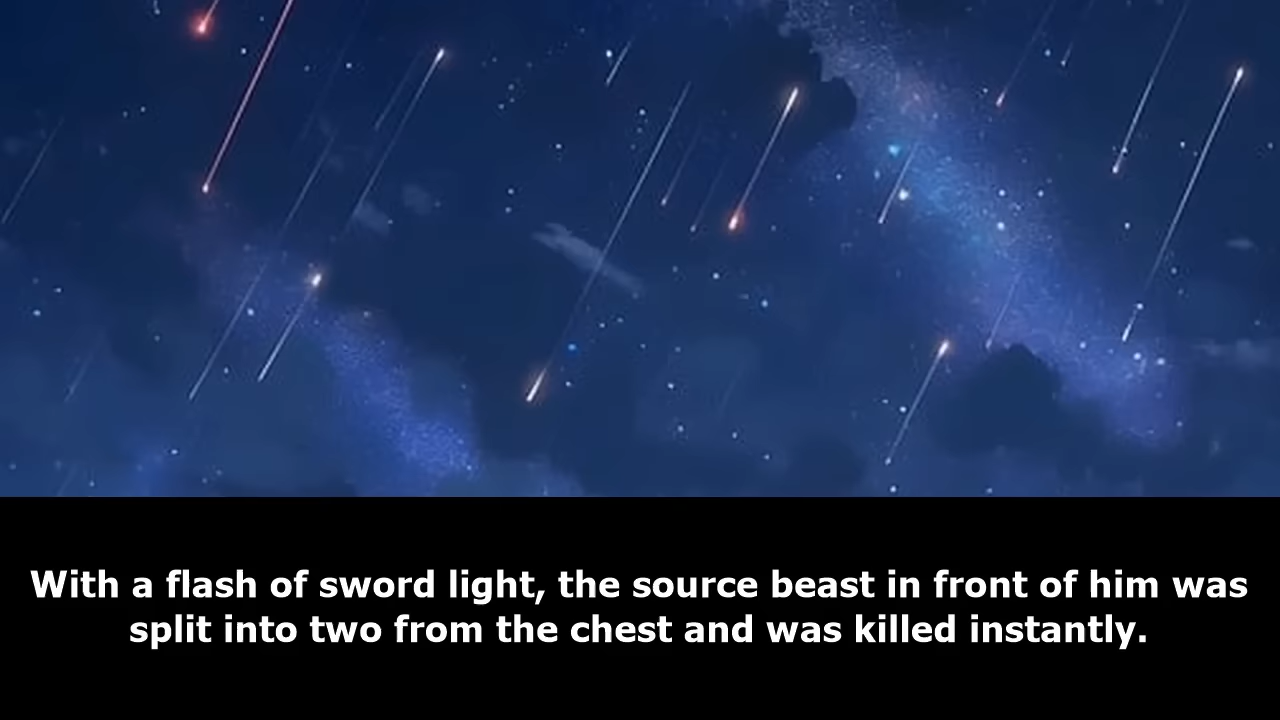 With a flash of sword light, the source beast in front of him was
split into two from the chest and was killed instantly.